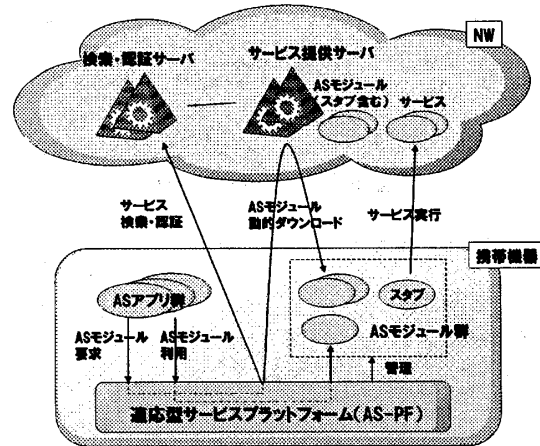 NW
検索・認証サーバ
サービス提供サーバ
ASモジュール
(スタブ含む)
サービス
サービス
検索・認証
ASモジュール
動的ダウンロード
サービス実行
携帯機器
ASアプリ群
スタブ
ASモジュール群
ASモジュール
要求
ASモジュール
利用
管理
適応型サービスプラットフォーム(AS-PF)